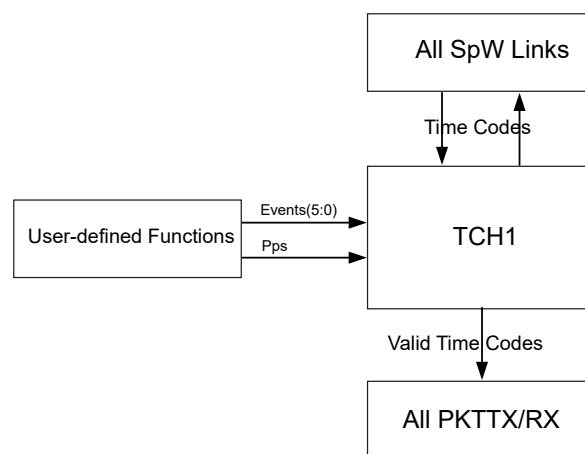 All SpW Links
Time Codes
Events(5:0)
User-defined Functions
TCH1
Pps
Valid Time Codes
All PKTTX/RX